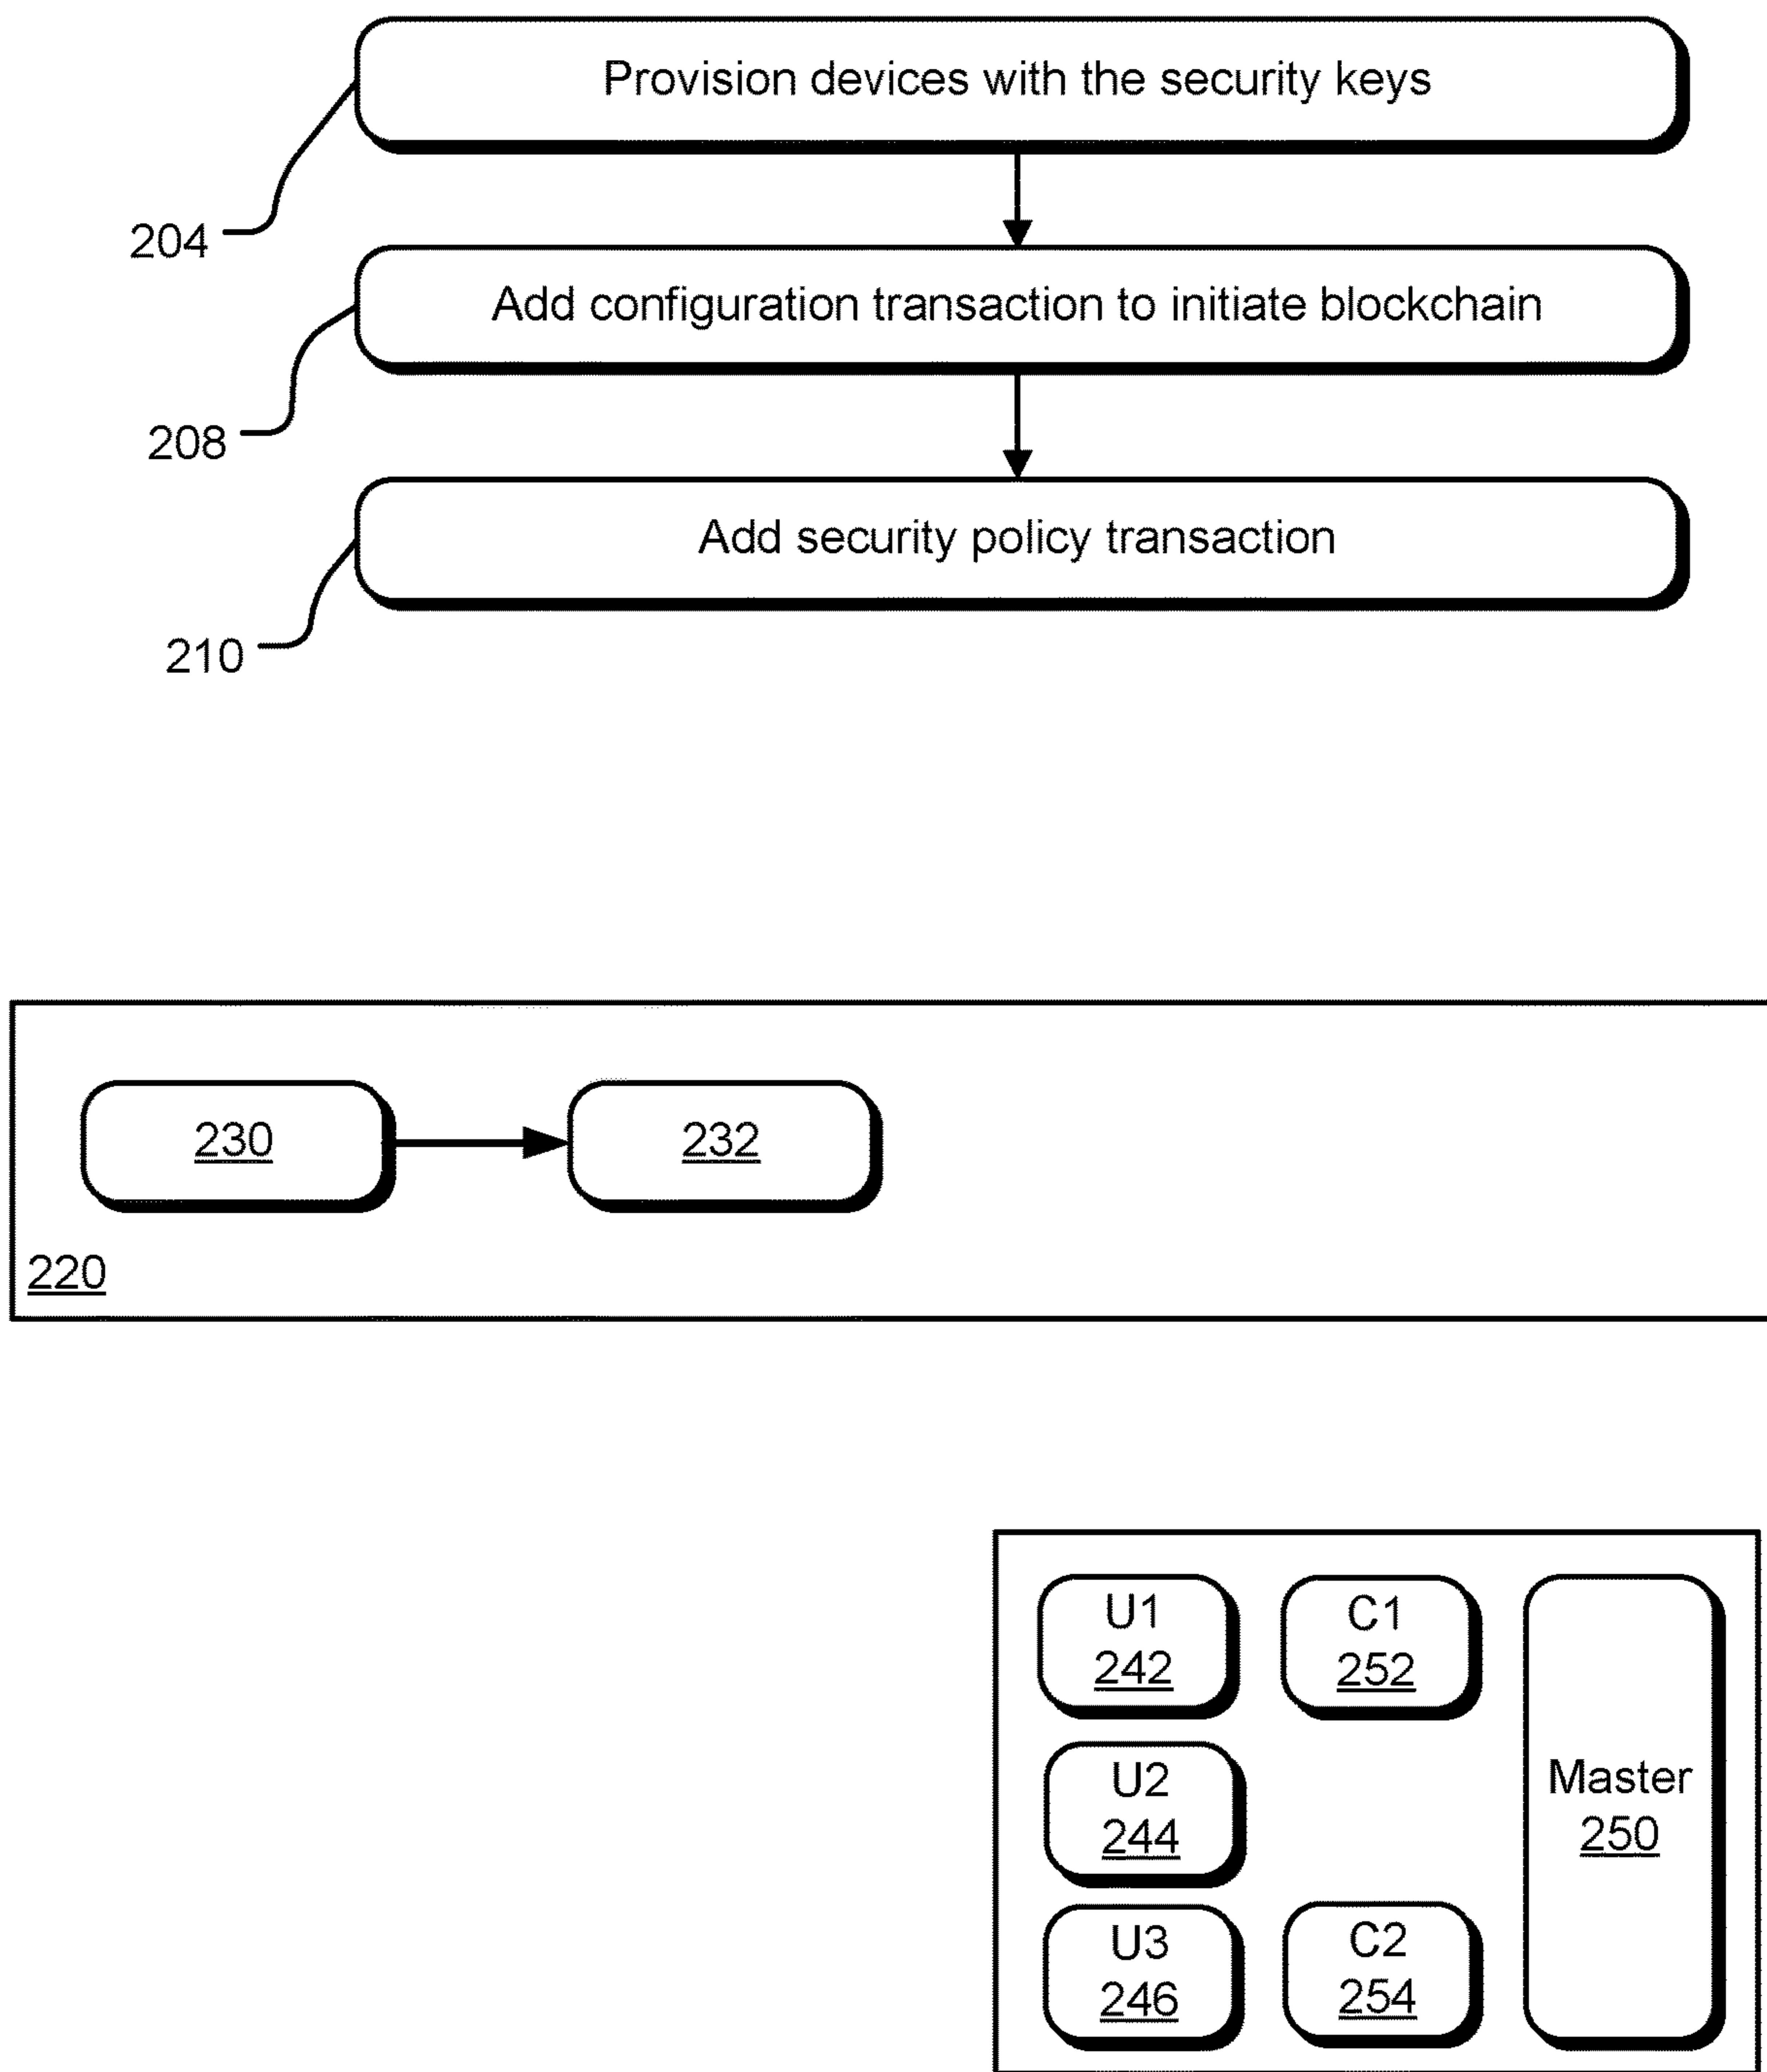 Provision devices with the security keys
204
Add configuration transaction to initiate blockchain
208
Add security policy transaction
210
230
232
220
U1
242
C1
252
U2
244
Master
250
U3
246
C2
254